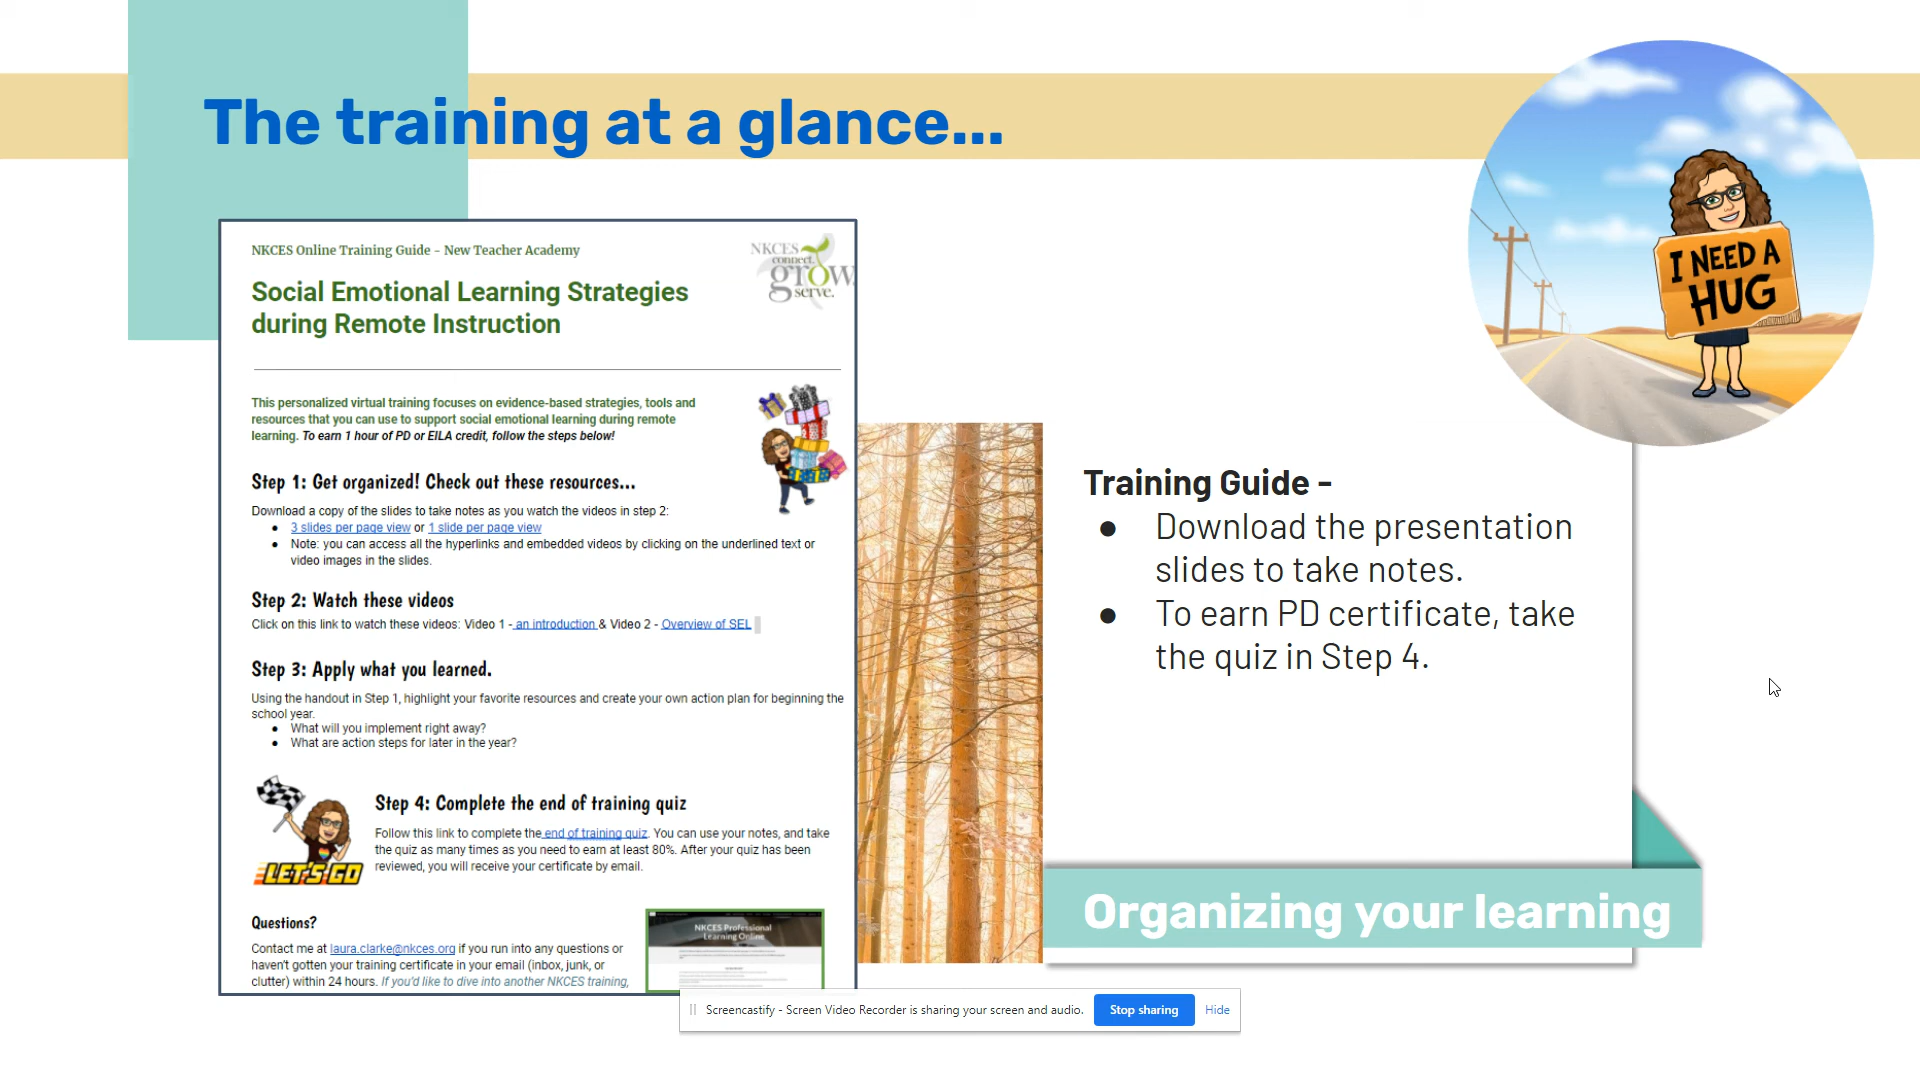 The training at a glance...
I NEED A
HUG
NKCES Online Training Guide - New Teacher Academy
NKCES
connect.
grow.
serve.
Social Emotional Learning Strategies
during Remote Instruction
This personalized virtual training focuses on evidence-based strategies, tools and
resources that you can use to support social emotional learning during remote
learning. To earn 1 hour of PD or EILA credit, follow the steps below!
Step 1: Get organized! Check out these resources...
Download a copy of the slides to take notes as you watch the videos in step 2:
● 3 slides per page view or 1 slide per page view
● Note: you can access all the hyperlinks and embedded videos by clicking on the underlined text or
video images in the slides.
Step 2: Watch these videos
Click on this link to watch these videos: Video 1 - an introduction & Video 2 - Overview of SEL
Step 3: Apply what you learned.
Using the handout in Step 1, highlight your favorite resources and create your own action plan for beginning the
school year.
● What will you implement right away?
● What are action steps for later in the year?
LET'S GO
Step 4: Complete the end of training quiz
Follow this link to complete the end of training quiz. You can use your notes, and take
the quiz as many times as you need to earn at least 80%. After your quiz has been
reviewed, you will receive your certificate by email.
Questions?
Contact me at laura.clarke@nkces.org if you run into any questions or
haven't gotten your training certificate in your email (inbox, junk, or
clutter) within 24 hours. If you'd like to dive into another NKCES training,
NKCES Professional
Learning Online
Training Guide -
● Download the presentation
slides to take notes.
● To earn PD certificate, take
the quiz in Step 4.
Organizing your learning
Screencastify - Screen Video Recorder is sharing your screen and audio.
Stop sharing
Hide